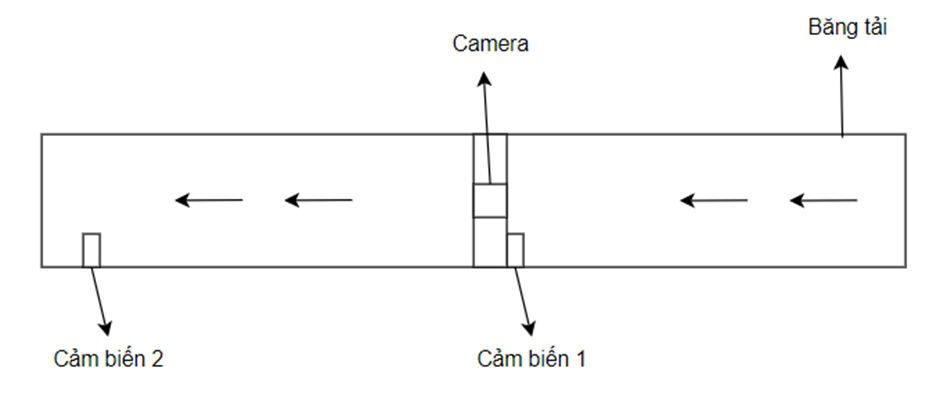 Băng tải
Camera
Cảm biến 2
Cảm biến 1